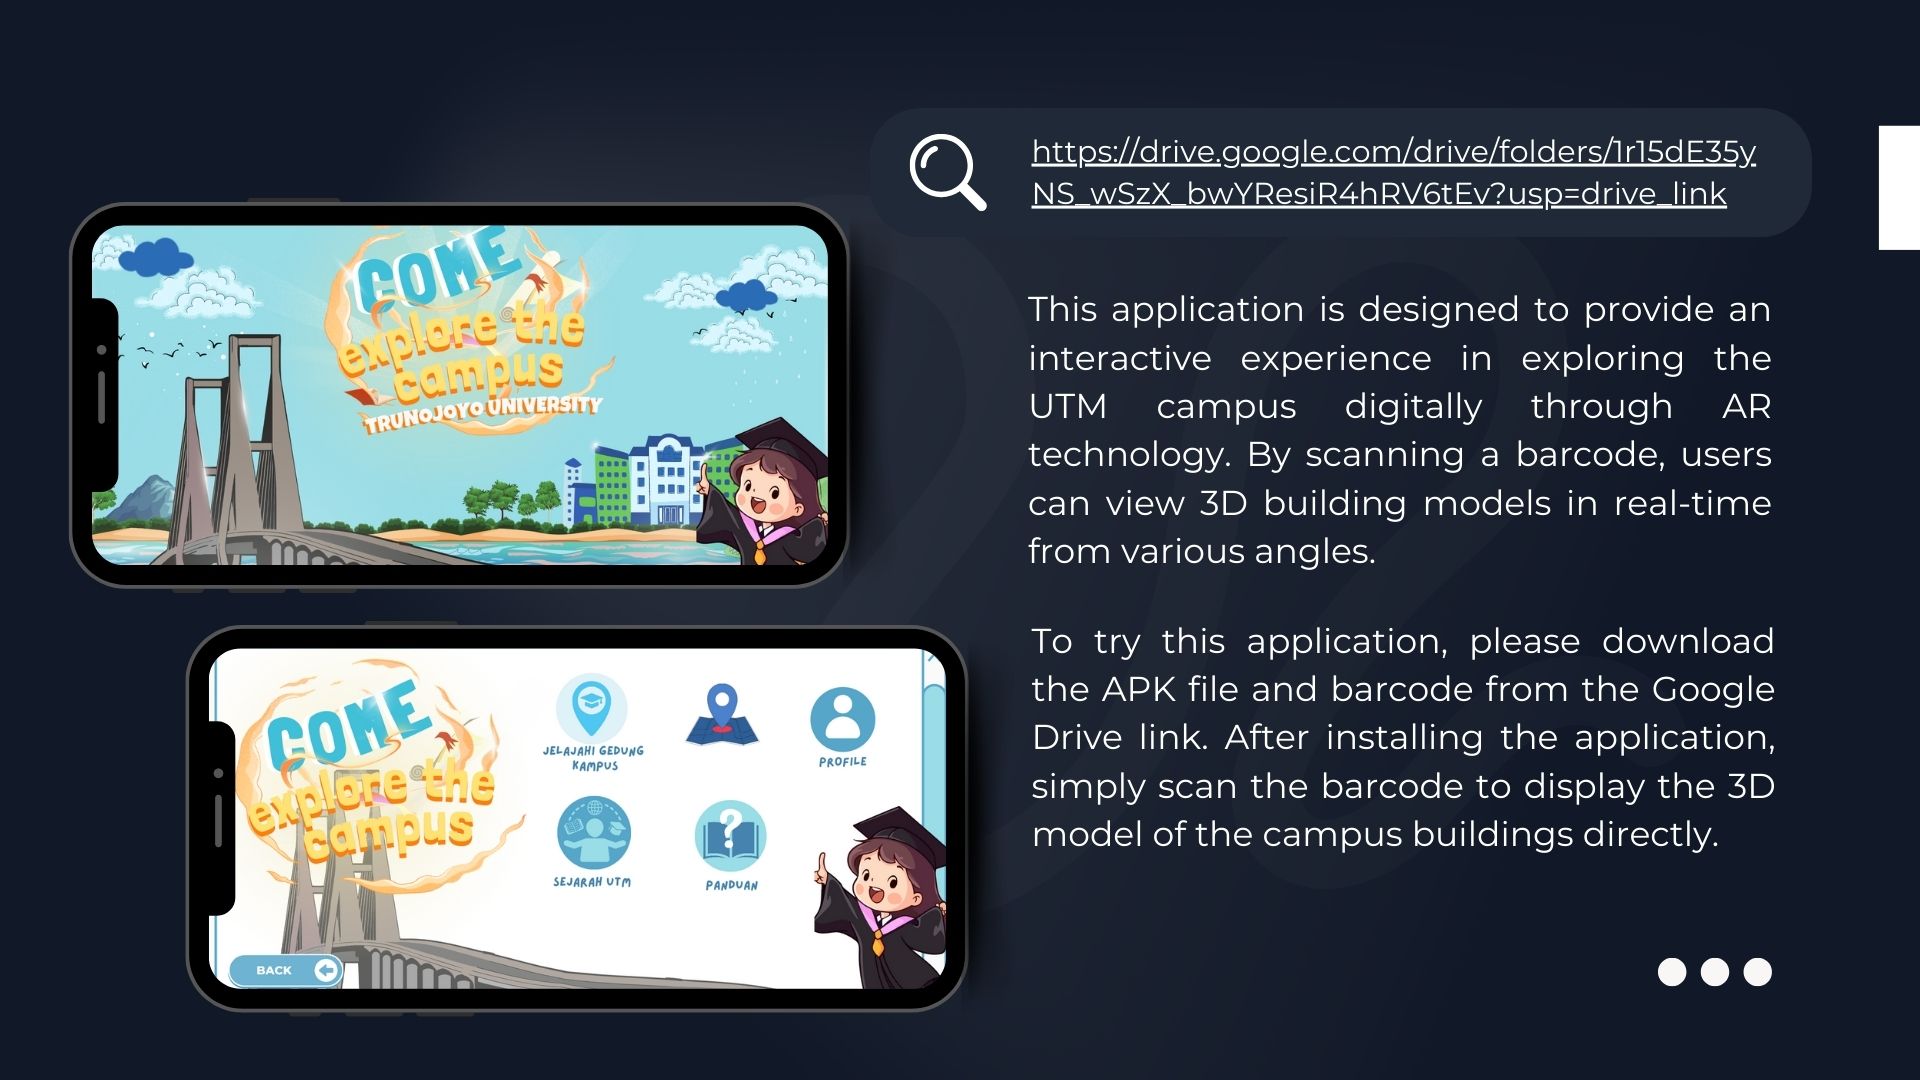 https://drive.google.com/drive/folders/1r15dE35y
NS_wSzX_bwYResiR4hRV6tEv?usp=drive_link
COME
explore the
campus
TRUNOJOYO UNIVERSITY
This application is designed to provide an
interactive experience in exploring the
UTM campus digitally through AR
technology. By scanning a barcode, users
can view 3D building models in real-time
from various angles.
COME
explore the
campus
JELAJAHI GEDUNG
KAMPUS
PROFILE
SEJARAH UTM
PANDUAN
BACK
To try this application, please download
the APK file and barcode from the Google
Drive link. After installing the application,
simply scan the barcode to display the 3D
model of the campus buildings directly.